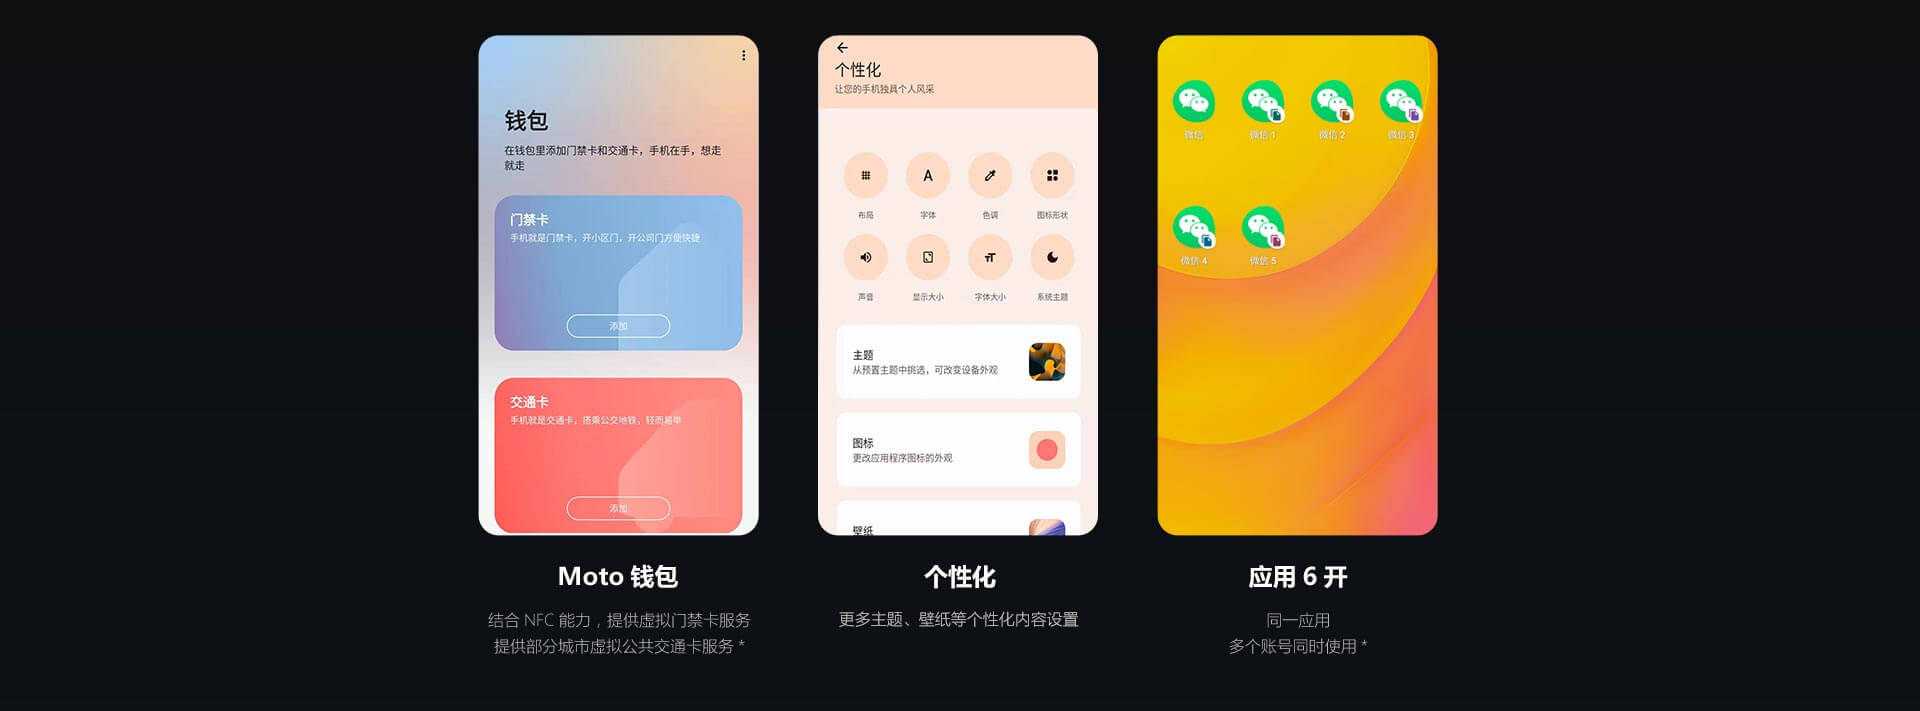 钱包
在钱包里添加门禁卡和交通卡，手机在手，想走
就走
门禁卡
手机就是门禁卡，开小区门，开公司门方便快捷
添加
交通卡
手机就是交通卡，搭乘公交地铁，轻而易举
添加
Moto 钱包
结合 NFC 能力，提供虚拟门禁卡服务
提供部分城市虚拟公共交通卡服务 *
个性化
让您的手机独具个人风采
A
布局 字体 色调 图标形状
声音 显示大小 字体大小 系统主题
主题
从预置主题中挑选，可改变设备外观
图标
更改应用程序图标的外观
壁纸
个性化
更多主题、壁纸等个性化内容设置
微信 微信 1 微信 2 微信 3
微信 4 微信 5
应用 6 开
同一应用
多个账号同时使用 *